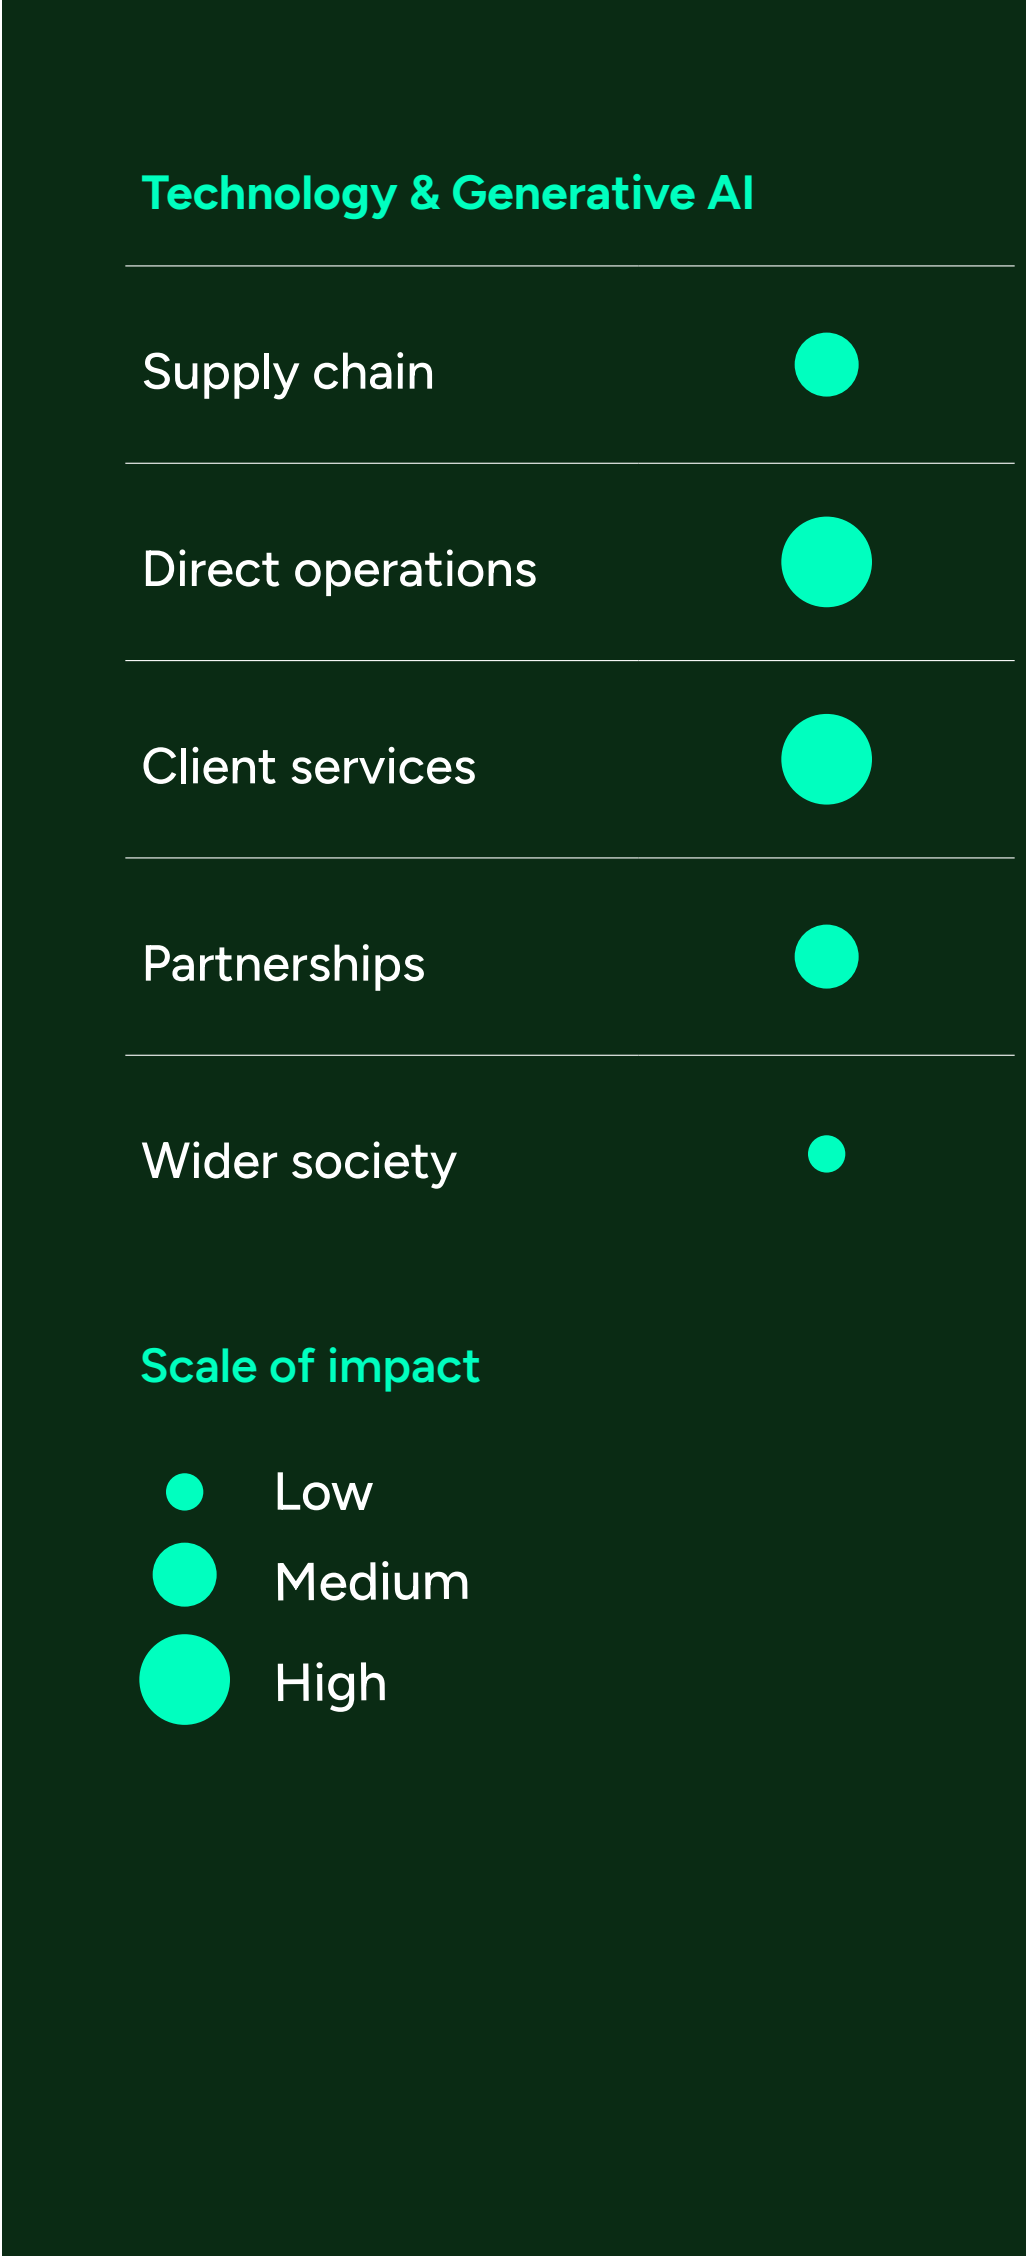 Technology & Generative AI
Supply chain
Direct operations
Client services
Partnerships
Wider society
Scale of impact
Low
Medium
High